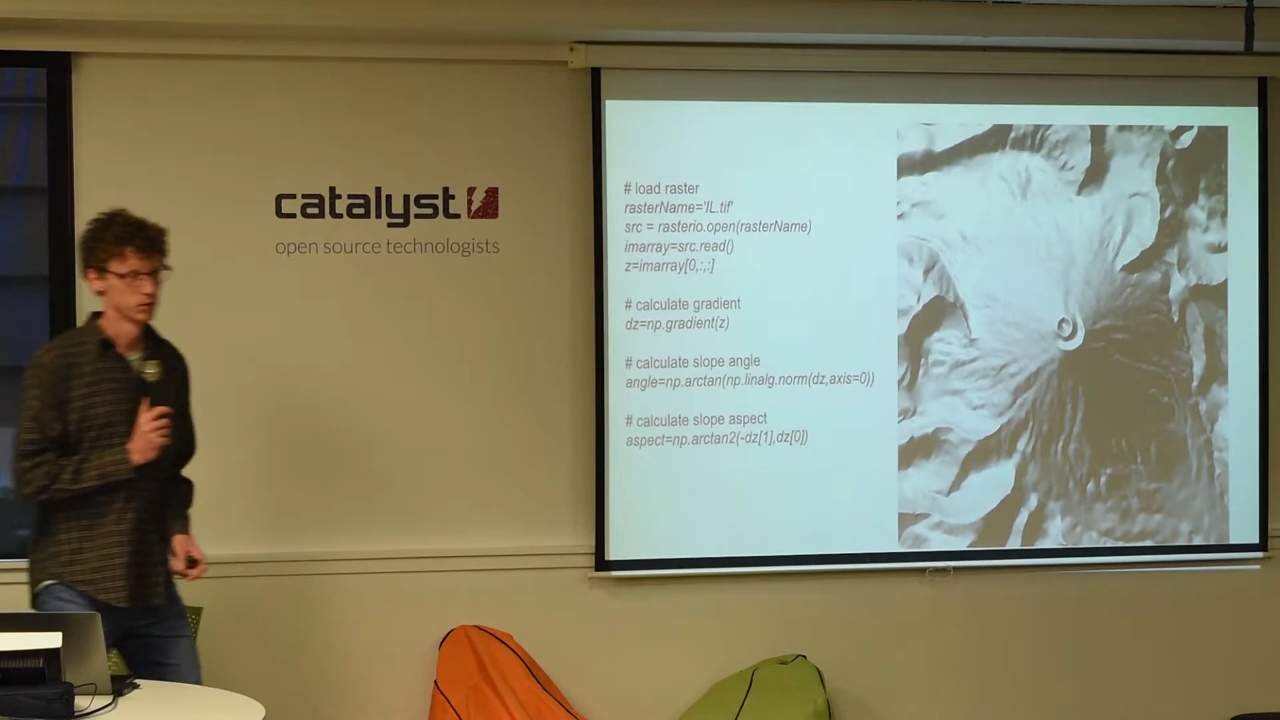 catalyst
open source technologists
# load raster
rasterName='IL.tif'
src = rasterio.open(rasterName)
imarray=src.read()
z=imarray[0,:,:]
# calculate gradient
dz=np.gradient(z)
# calculate slope angle
angle=np.arctan(np.linalg.norm(dz,axis=0))
# calculate slope aspect
aspect=np.arctan2(-dz[1],dz[0])